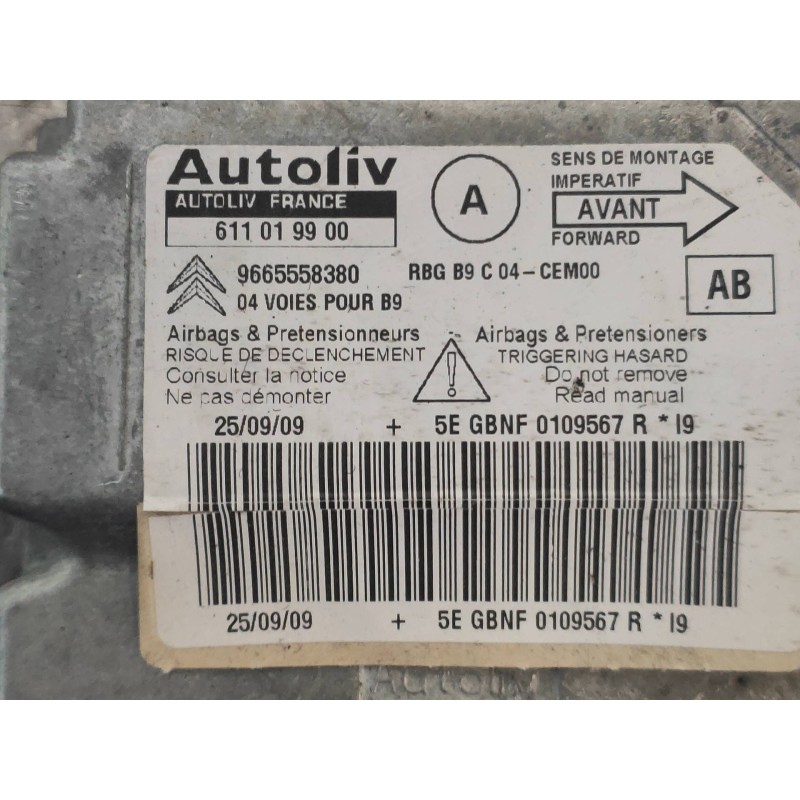 Autoliv
AUTOLIV FRANCE
611 01 99 00
A
SENS DE MONTAGE
IMPERATIF
AVANT
FORWARD
9665558380
RBG B9 C 04-CEM00
04 VOIES POUR B9
AB
Airbags & Pretensionneurs
RISQUE DE DECLENCHEMENT
Consulter la notice
Ne pas démonter
!
Airbags & Pretensioners
TRIGGERING HASARD
Do not remove
Read manual
25/09/09 + 5E GBNF 0109567 R * I9
25/09/09 + 5E GBNF 0109567 R * I9
Autoliv